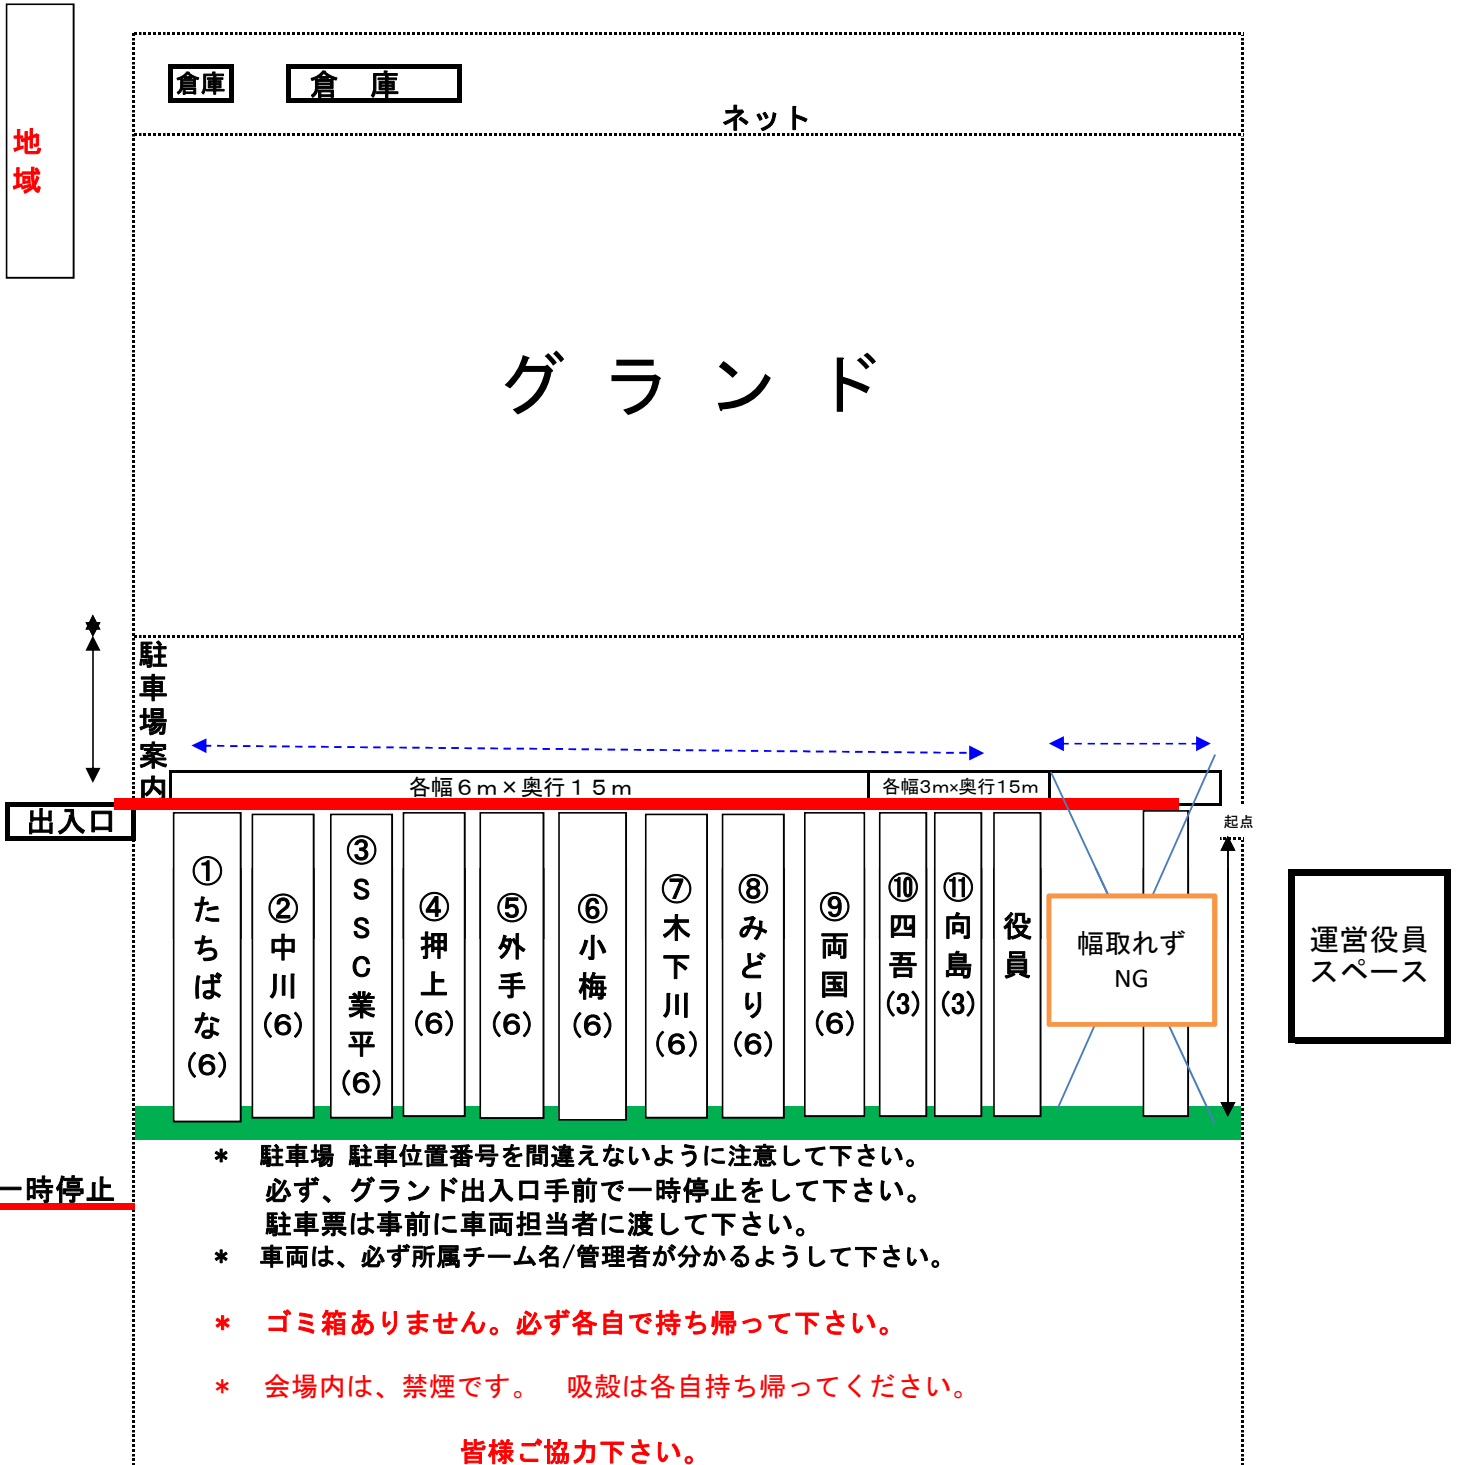 地域
倉庫
倉　庫
ネット
グランド
駐車場案内
各幅６ｍ×奥行１５ｍ
各幅3m×奥行15m
出入口
起点
①たちばな(6)
②中川(6)
③ＳＳＣ業平(6)
④押上(6)
⑤外手(6)
⑥小梅(6)
⑦木下川(6)
⑧みどり(6)
⑨両国(6)
⑩四吾(3)
⑪向島(3)
役員
幅取れず
NG
運営役員
スペース
＊　駐車場 駐車位置番号を間違えないように注意して下さい。
必ず、グランド出入口手前で一時停止をして下さい。
一時停止
駐車票は事前に車両担当者に渡して下さい。
＊　車両は、必ず所属チーム名/管理者が分かるようして下さい。
＊　ゴミ箱ありません。必ず各自で持ち帰って下さい。
＊　会場内は、禁煙です。　吸殻は各自持ち帰ってください。
皆様ご協力下さい。